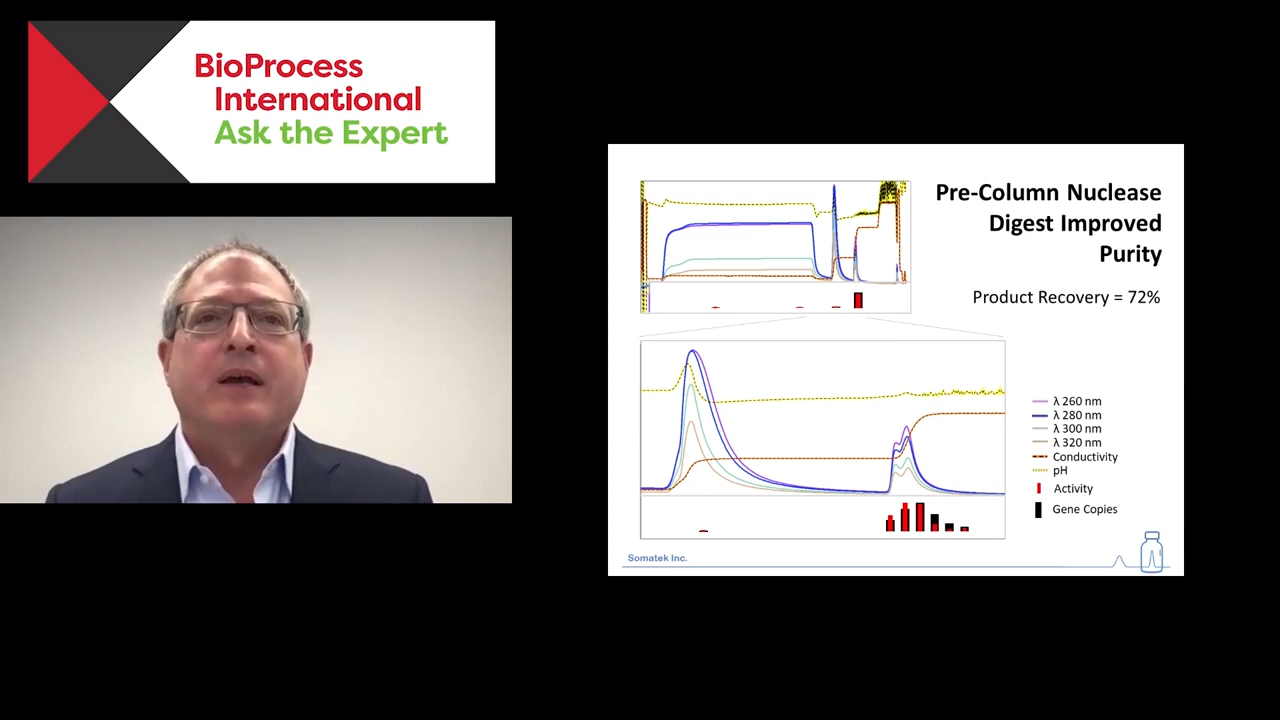 BioProcess
International
Ask the Expert
Pre-Column Nuclease
Digest Improved
Purity
Product Recovery = 72%
λ 260 nm
λ 280 nm
λ 300 nm
λ 320 nm
Conductivity
pH
Activity
Gene Copies
Somatek Inc.